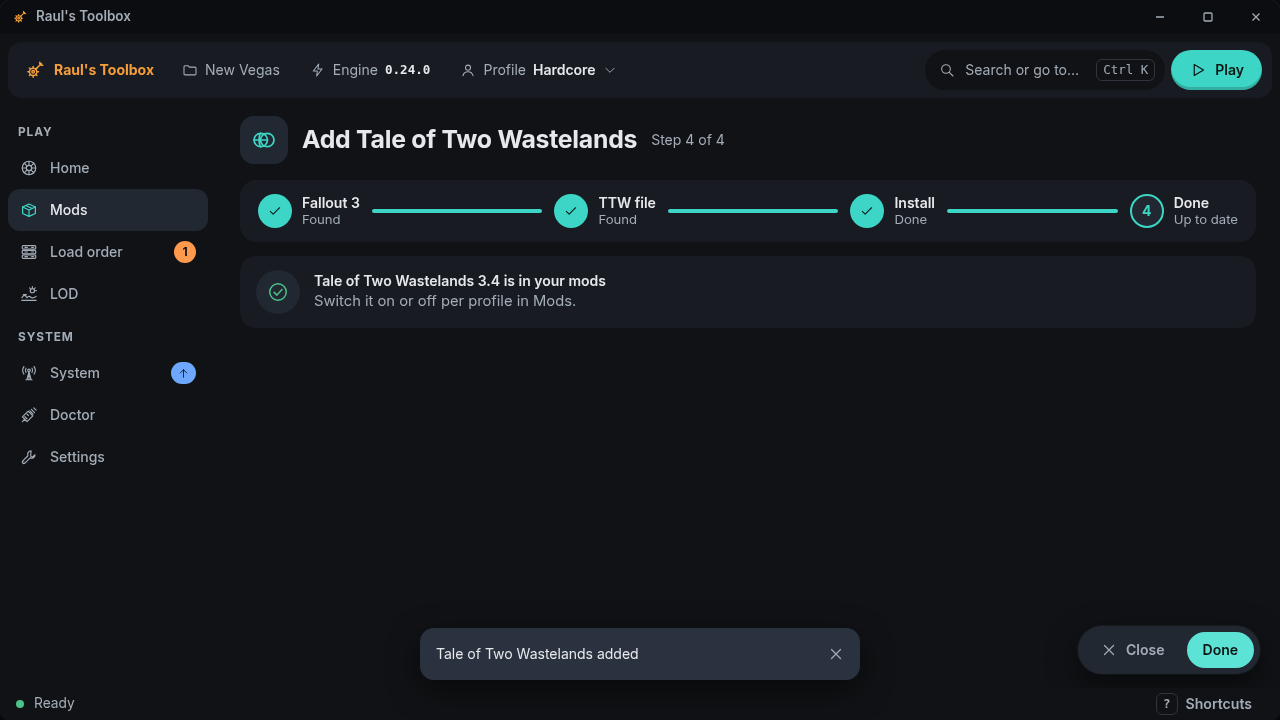 Raul's Toolbox
Raul's Toolbox
New Vegas
Engine 0.24.0
Profile Hardcore
Search or go to...
Ctrl K
Play
PLAY
Home
Mods
Load order
1
LOD
SYSTEM
System
Doctor
Settings
Add Tale of Two Wastelands
Step 4 of 4
Fallout 3
Found
TTW file
Found
Install
Done
4
Done
Up to date
Tale of Two Wastelands 3.4 is in your mods
Switch it on or off per profile in Mods.
Tale of Two Wastelands added
Close
Done
Ready
? Shortcuts